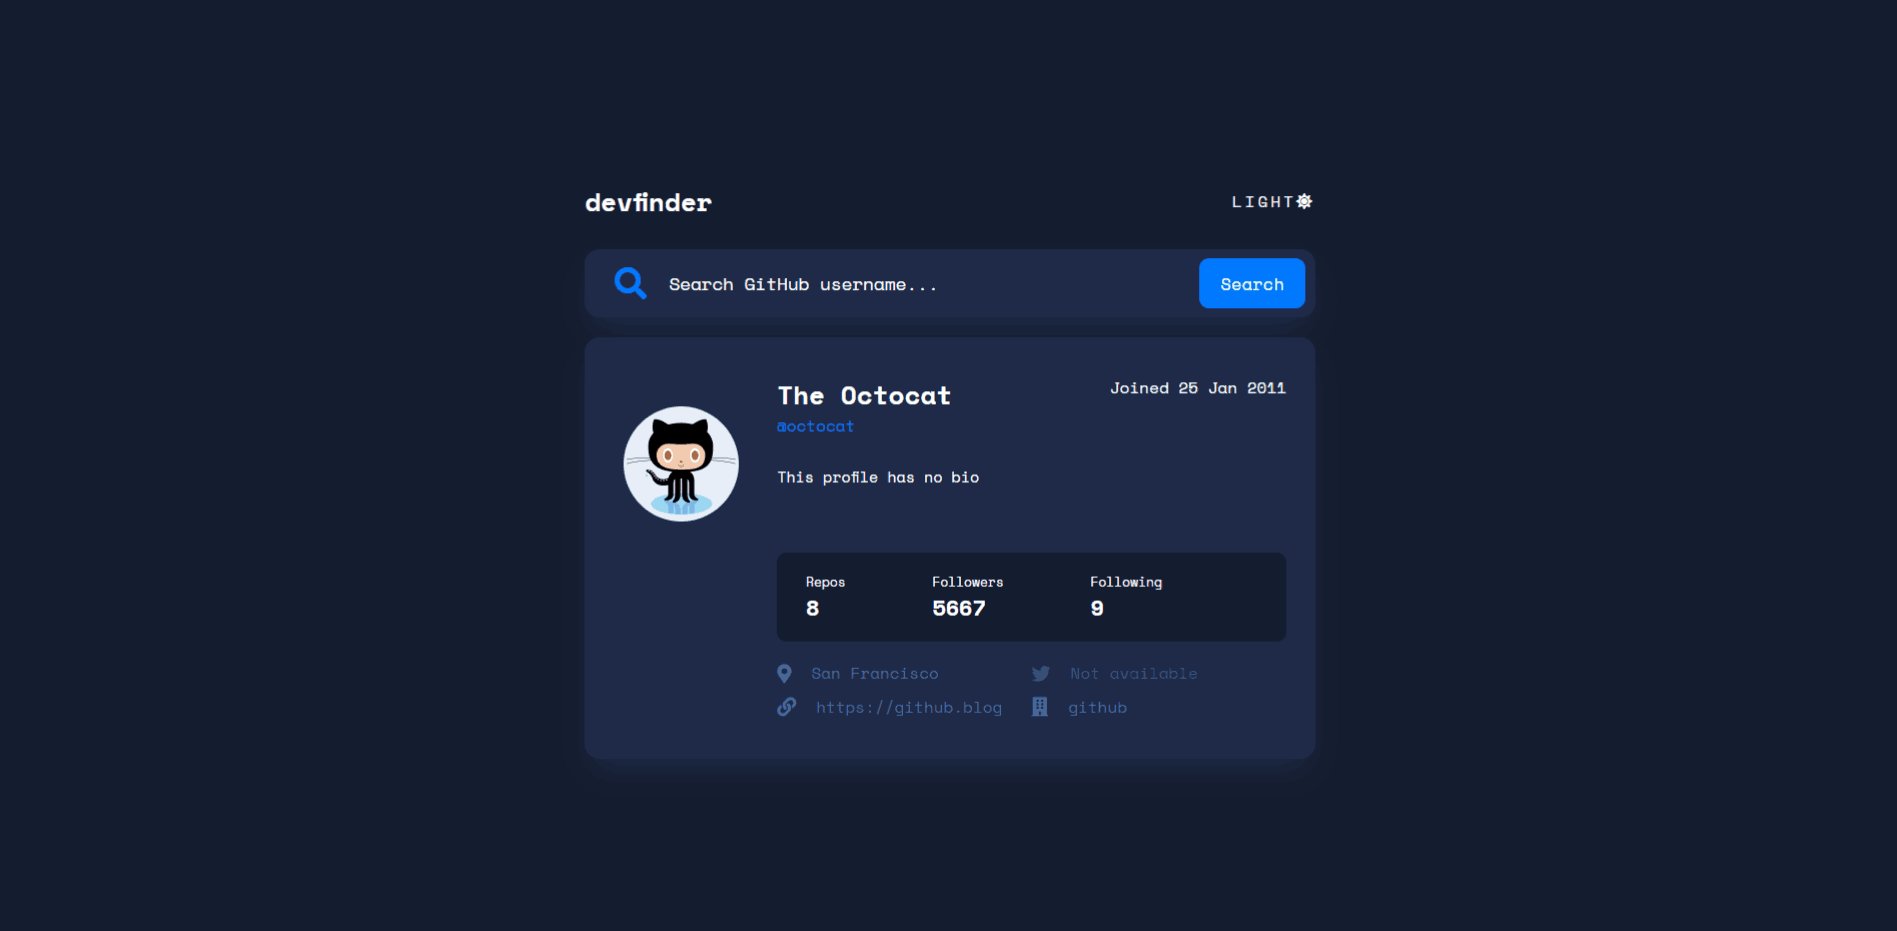 devfinder
LIGHT
Search GitHub username...
Search
The Octocat
Joined 25 Jan 2011
@octocat
This profile has no bio
Repos
Followers
Following
8
5667
9
San Francisco
Not available
https://github.blog
github